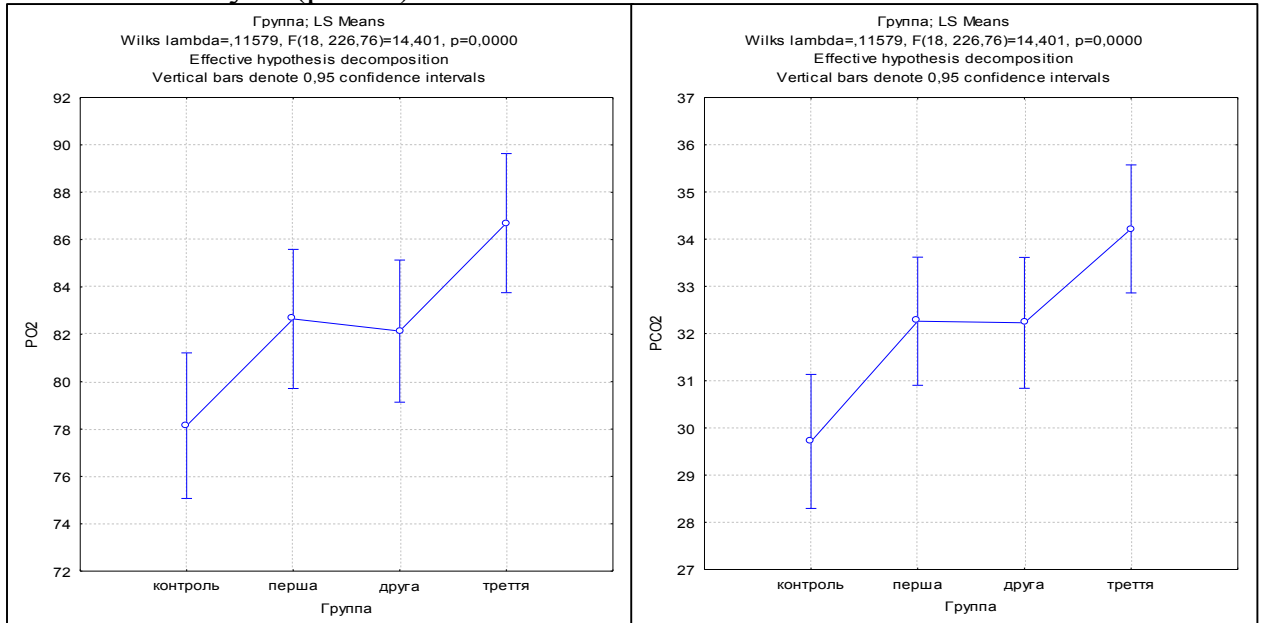 Группа; LS Means
Wilks lambda=,11579, F(18, 226,76)=14,401, p=0,0000
Effective hypothesis decomposition
Vertical bars denote 0,95 confidence intervals
92
90
88
86
84
82
80
78
76
74
72
PO2
контроль перша друга треття
Группа
Группа; LS Means
Wilks lambda=,11579, F(18, 226,76)=14,401, p=0,0000
Effective hypothesis decomposition
Vertical bars denote 0,95 confidence intervals
37
36
35
34
33
32
31
30
29
28
27
PCO2
контроль перша друга треття
Группа